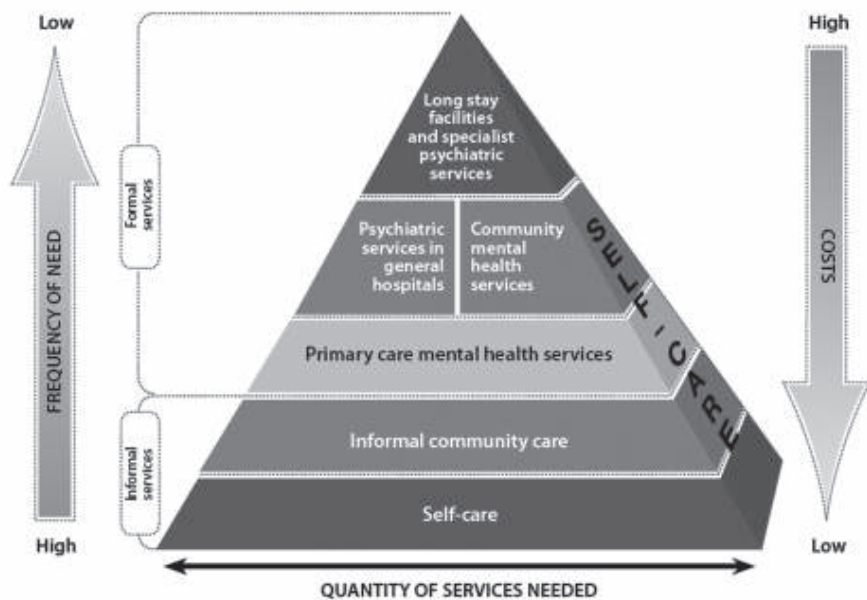 Low
High
Long stay
facilities
and specialist
psychiatric
services
Formal
services
Psychiatric
services in
general
hospitals
Community
mental
health
services
SELF-CARE
FREQUENCY OF NEED
COSTS
Primary care mental health services
Informal community care
Informal
services
Self-care
High
Low
QUANTITY OF SERVICES NEEDED